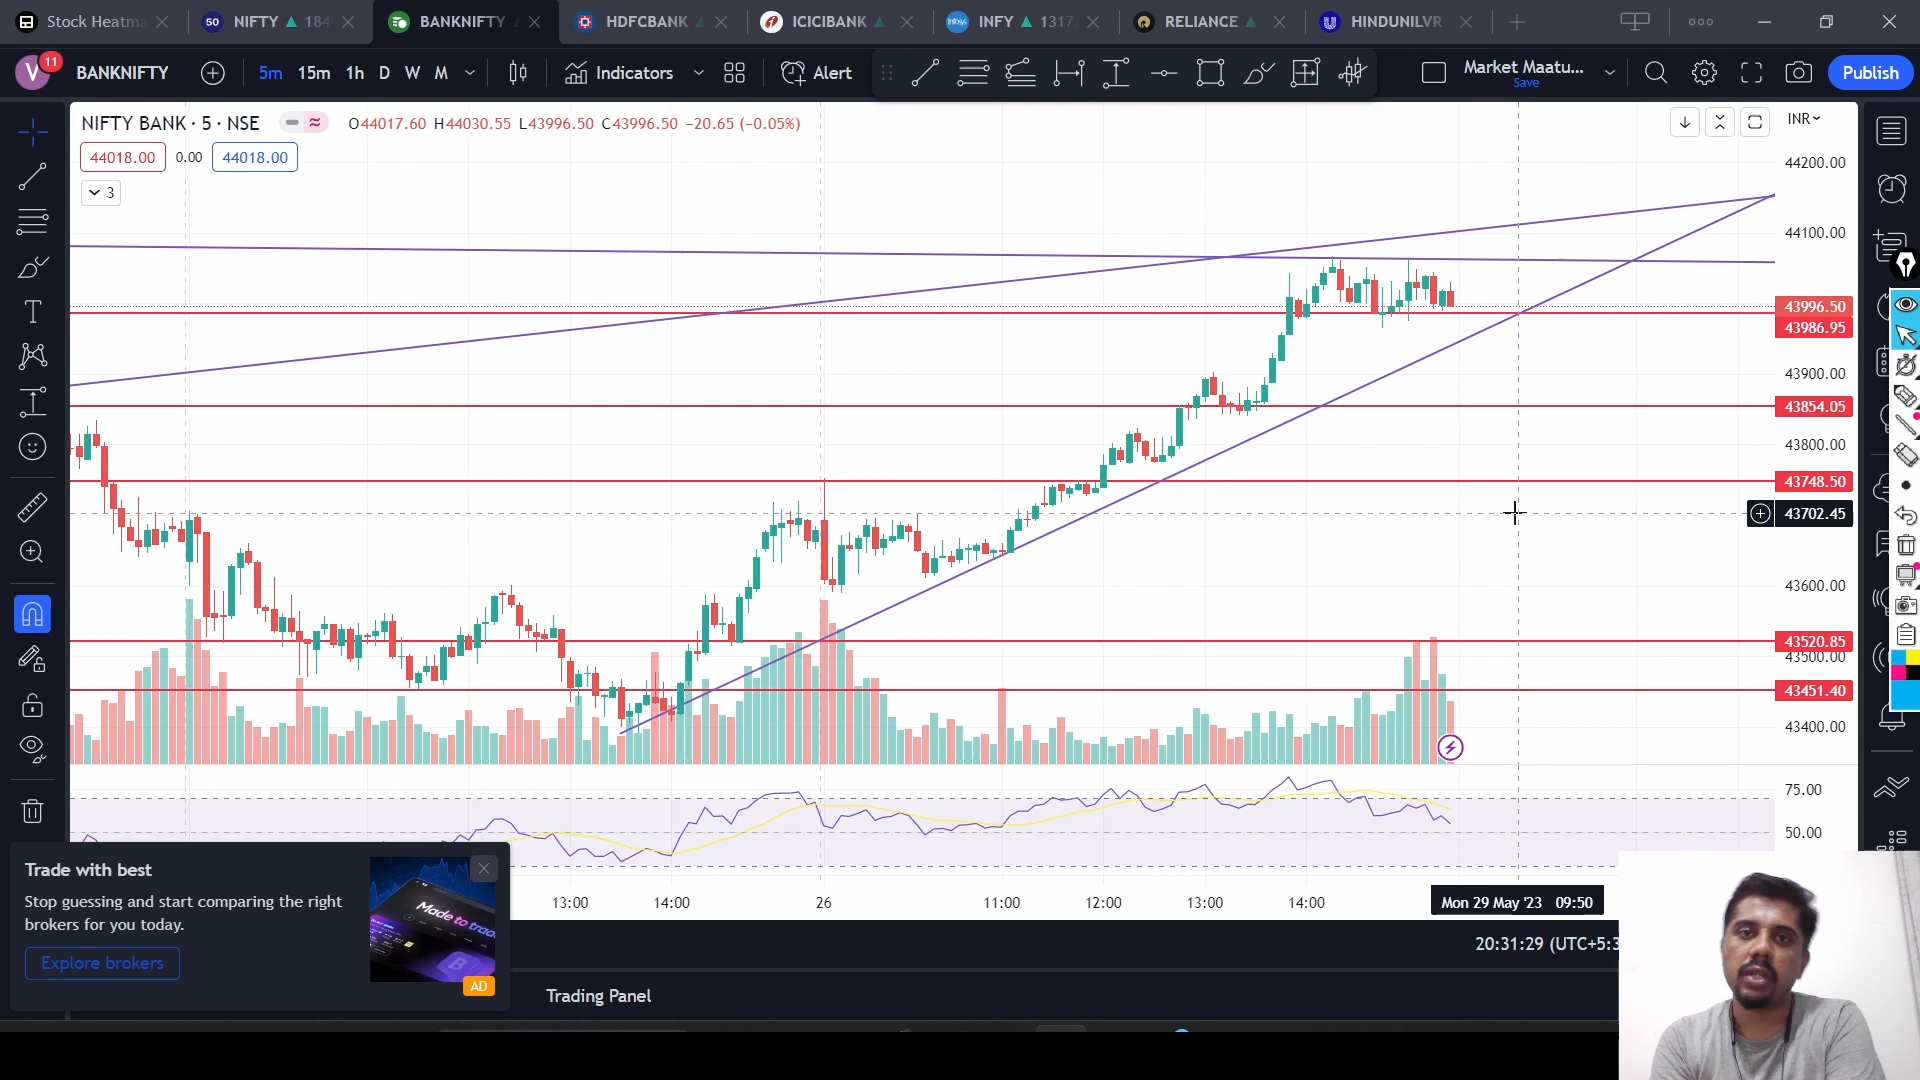 Stock Heatma
50 NIFTY 184
BANKNIFTY
HDFCBANK
ICICIBANK
INFY 1317
RELIANCE
HINDUNILVR
V 11
BANKNIFTY
5m 15m 1h D W M
Indicators
Alert
Market Maatu...
Save
Publish
NIFTY BANK · 5 · NSE
O44017.60 H44030.55 L43996.50 C43996.50 −20.65 (−0.05%)
INR
44018.00 0.00 44018.00
3
44200.00
44100.00
43996.50
43986.95
43900.00
43854.05
43800.00
43748.50
43702.45
43600.00
43520.85
43500.00
43451.40
43400.00
75.00
50.00
Trade with best
Stop guessing and start comparing the right
brokers for you today.
Explore brokers
Made to trad
AD
13:00 14:00 26 11:00 12:00 13:00 14:00
Mon 29 May '23 09:50
20:31:29 (UTC+5:3
Trading Panel